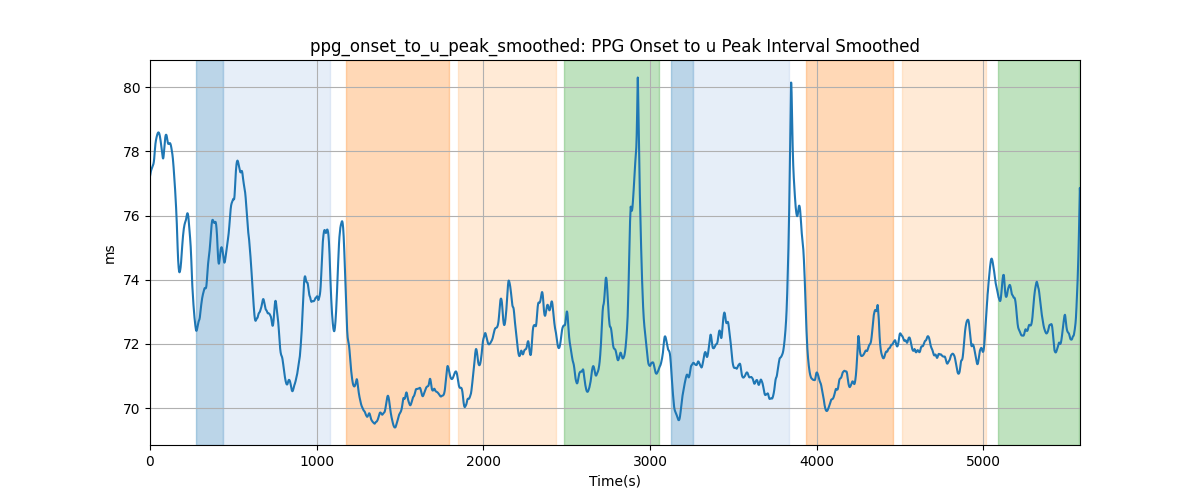 ppg_onset_to_u_peak_smoothed: PPG Onset to u Peak Interval Smoothed
80
78
76
74
72
70
ms
0 1000 2000 3000 4000 5000
Time(s)